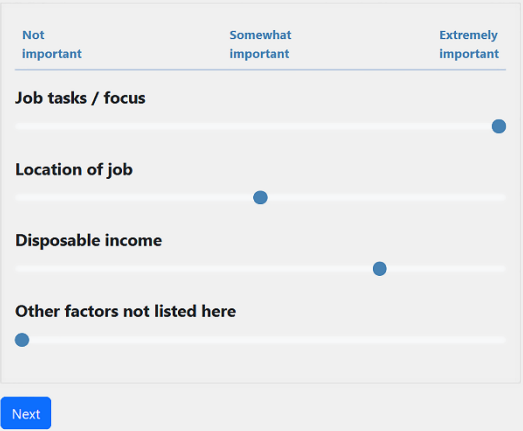 Not Somewhat Extremely
important important important
Job tasks / focus
Location of job
Disposable income
Other factors not listed here
Next